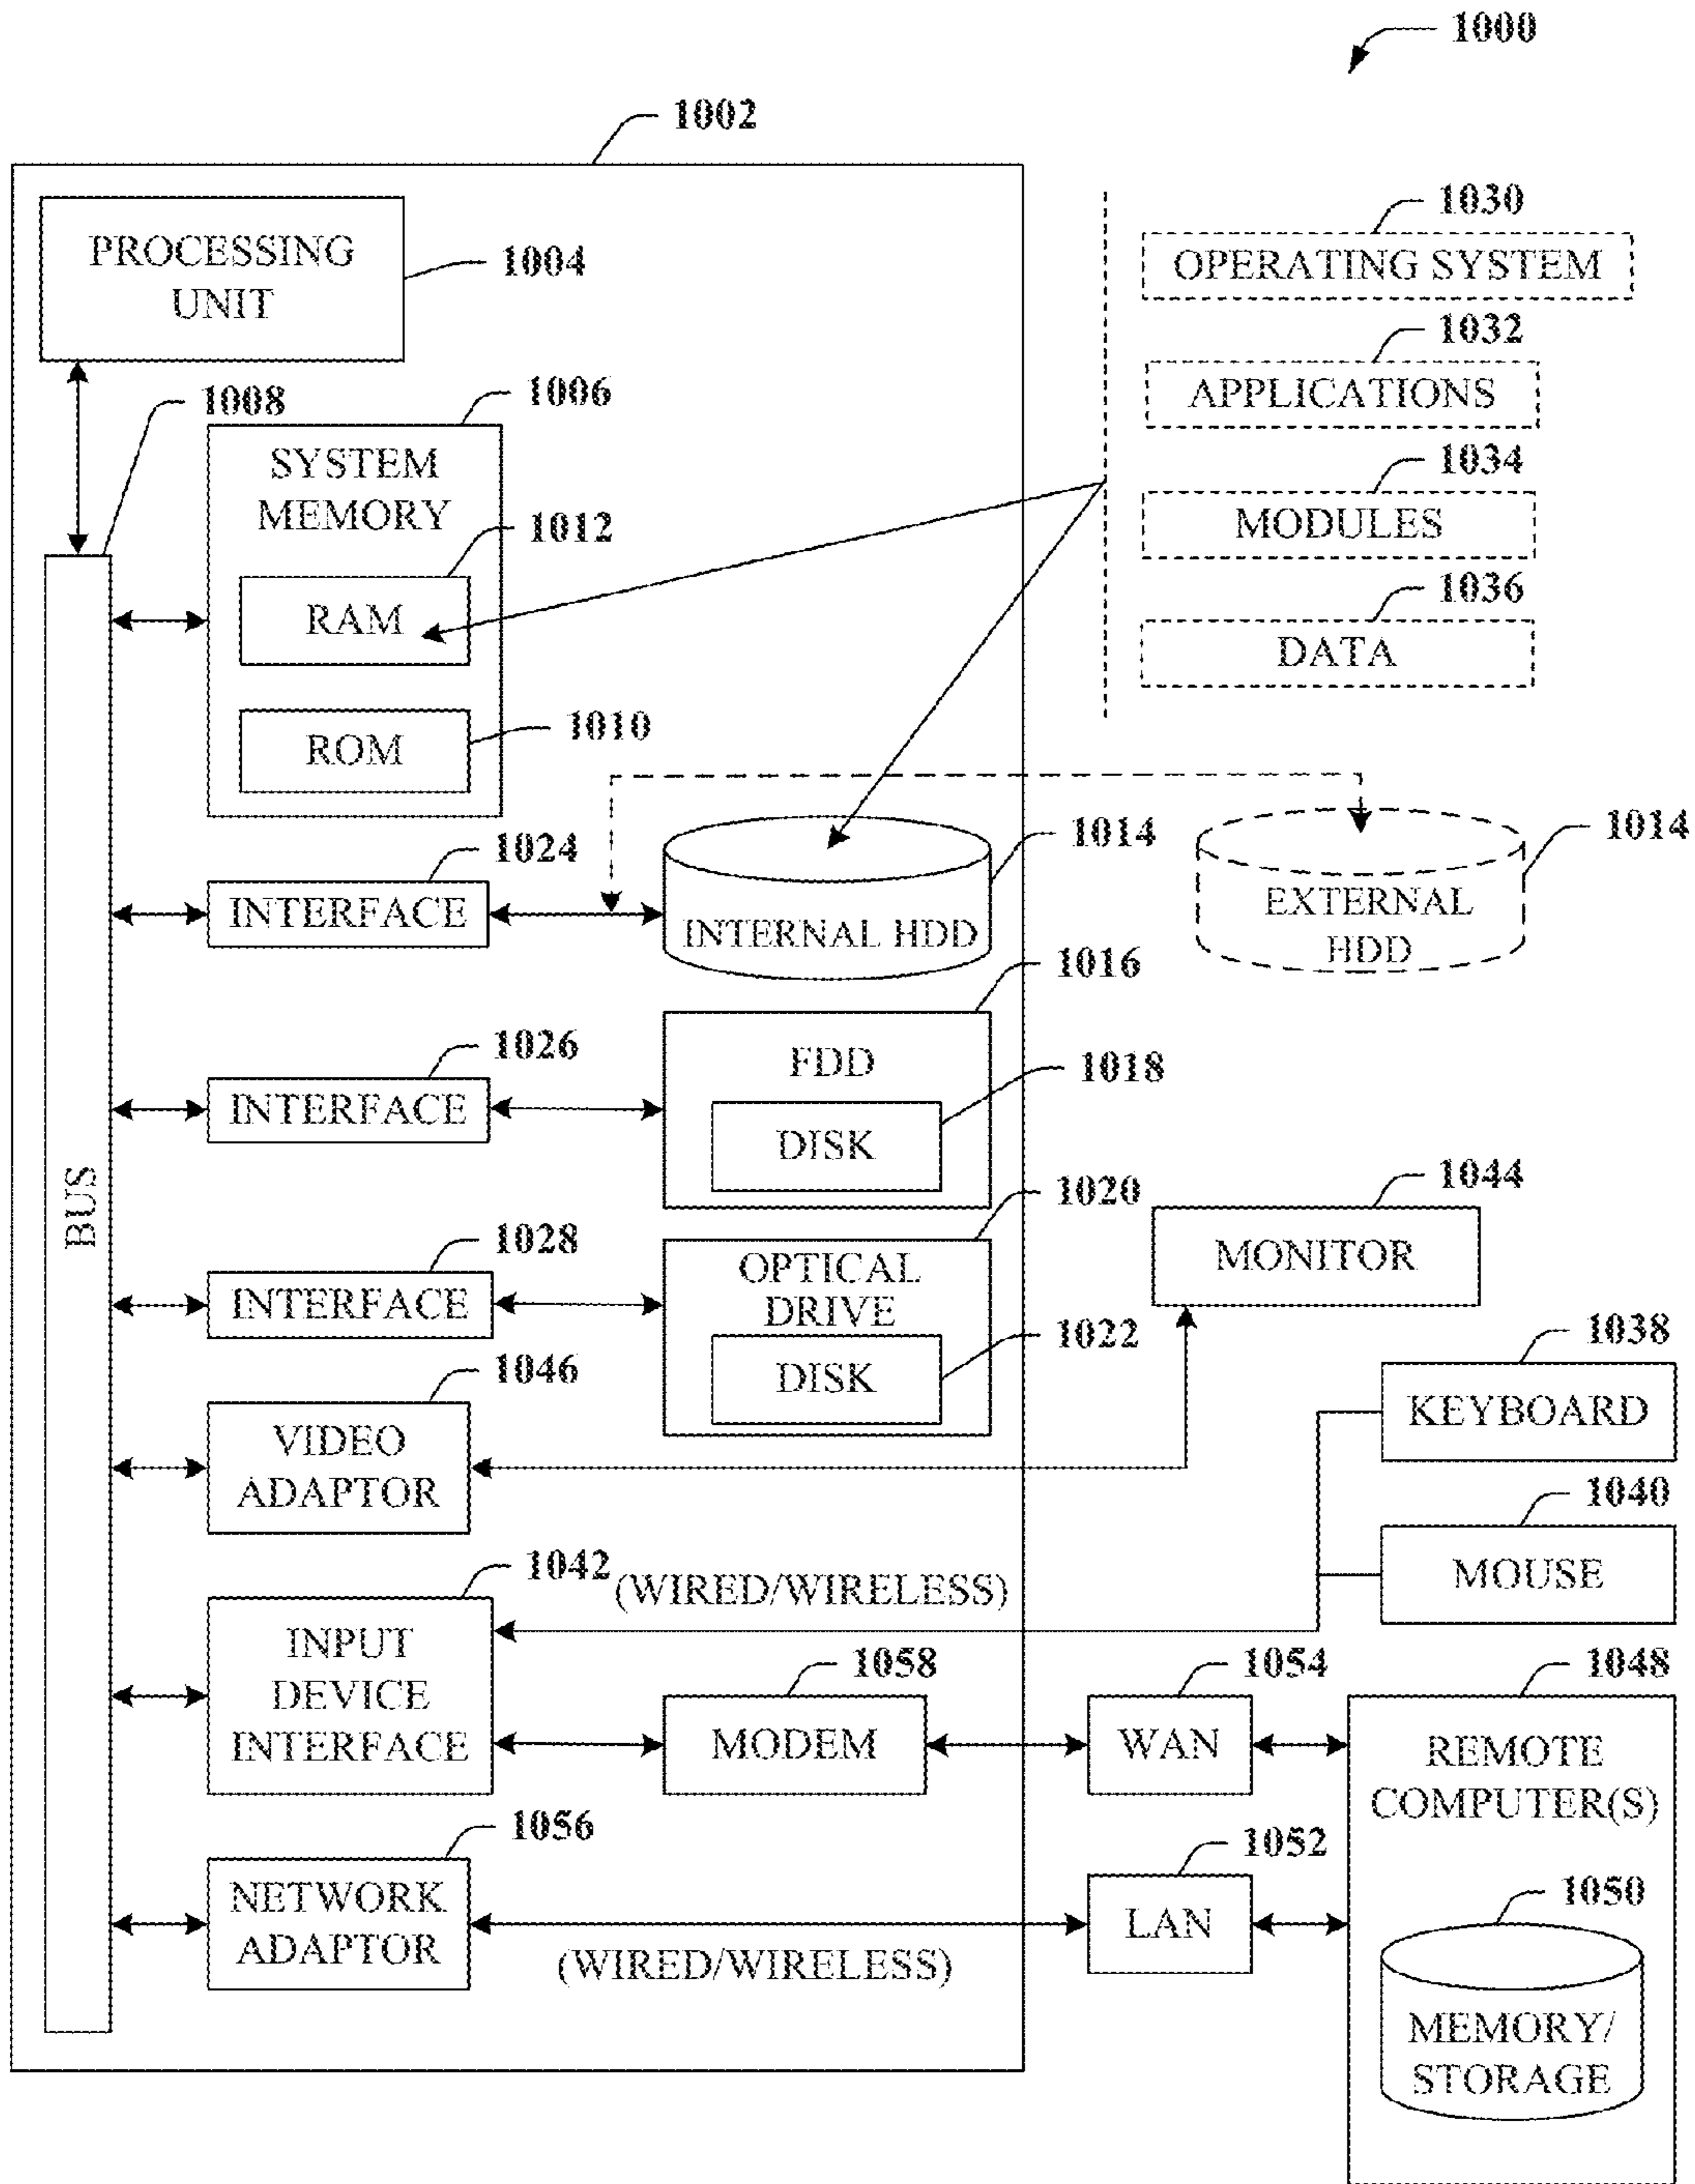 1000
1002
PROCESSING
UNIT
1004
1030
OPERATING SYSTEM
1032
APPLICATIONS
1034
MODULES
1036
DATA
1008
1006
SYSTEM
MEMORY
1012
RAM
1010
ROM
1024
INTERFACE
1014
INTERNAL HDD
1014
EXTERNAL
HDD
1016
1026
INTERFACE
FDD
1018
DISK
BUS
1028
INTERFACE
1020
OPTICAL
DRIVE
1022
DISK
1044
MONITOR
1046
VIDEO
ADAPTOR
1038
KEYBOARD
1040
MOUSE
1042
(WIRED/WIRELESS)
INPUT
DEVICE
INTERFACE
1058
MODEM
1054
WAN
1048
REMOTE
COMPUTER(S)
1056
NETWORK
ADAPTOR
(WIRED/WIRELESS)
1052
LAN
1050
MEMORY/
STORAGE